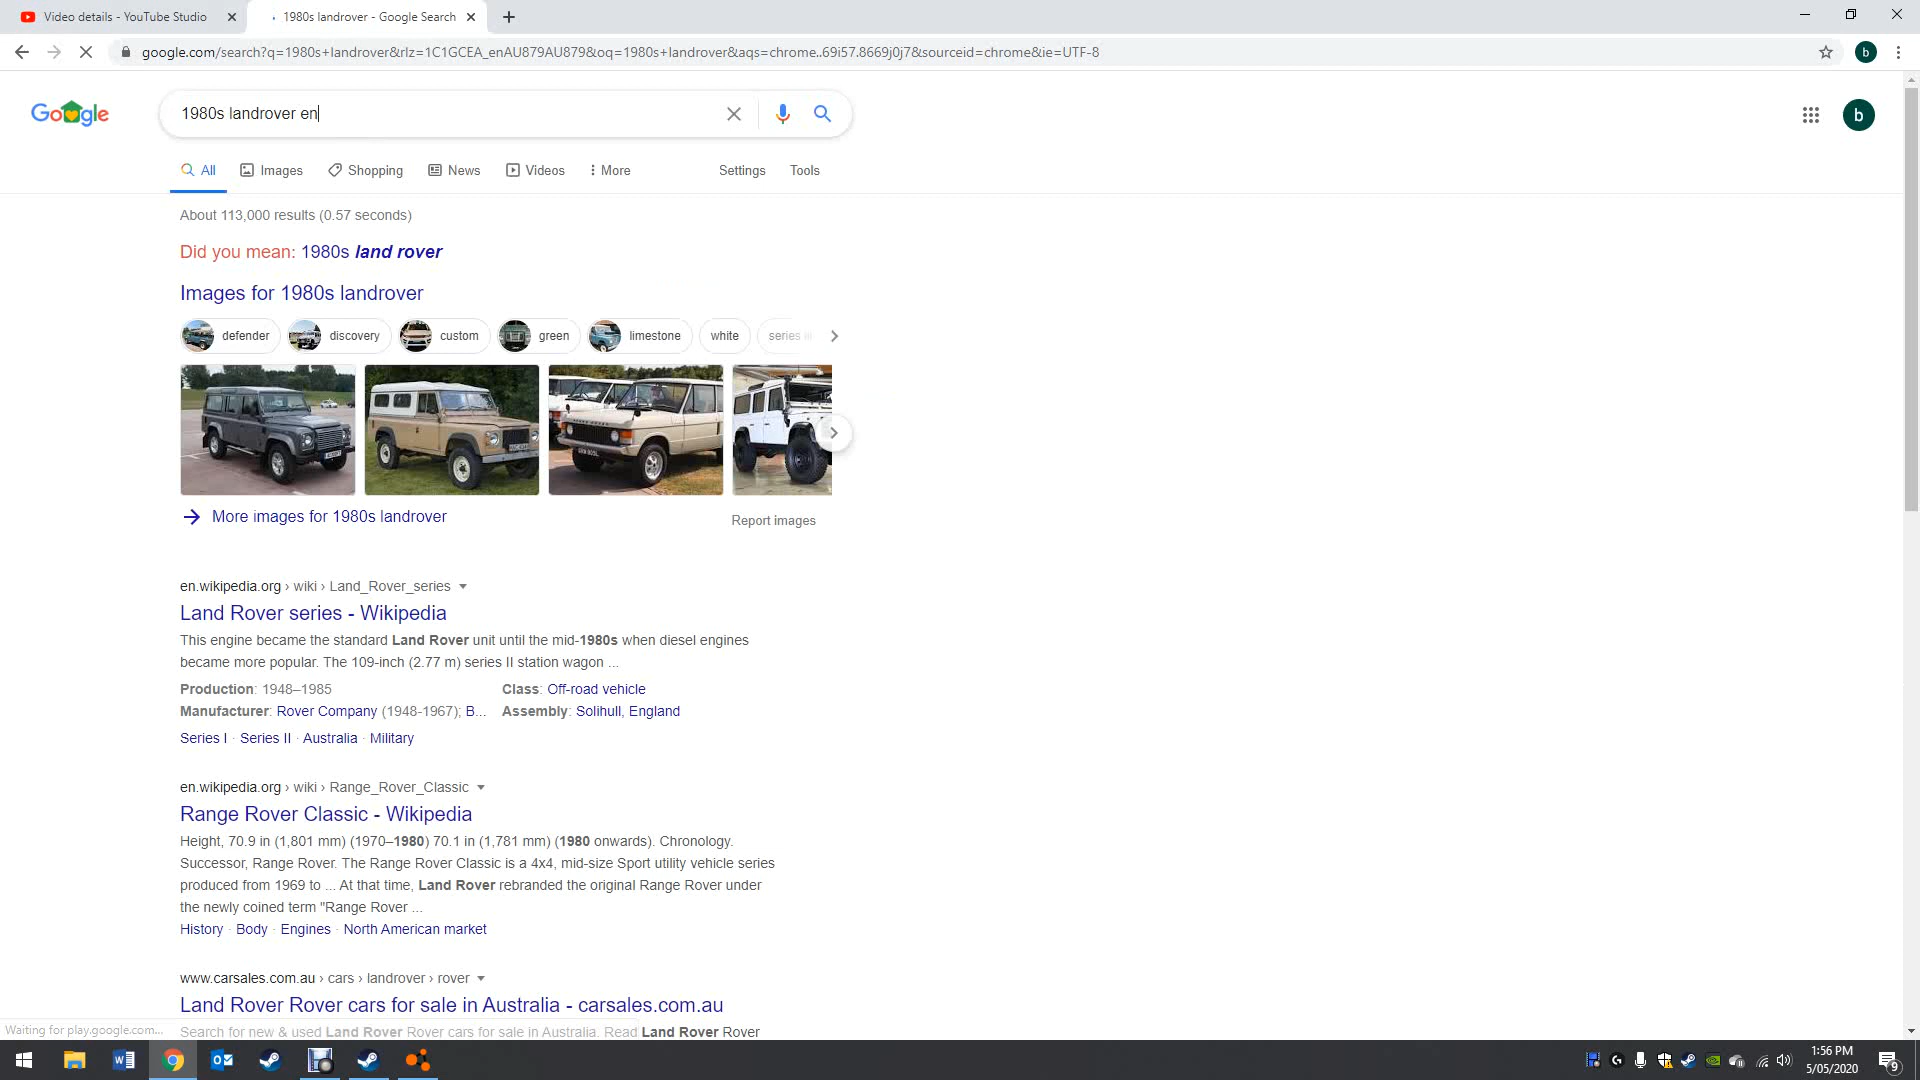 Video details - YouTube Studio
1980s landrover - Google Search
google.com/search?q=1980s+landrover&rlz=1C1GCEA_enAU879AU879&oq=1980s+landrover&aqs=chrome..69i57.8669j0j7&sourceid=chrome&ie=UTF-8
b
Google
1980s landrover en
b
All Images Shopping News Videos More Settings Tools
About 113,000 results (0.57 seconds)
Did you mean: 1980s land rover
Images for 1980s landrover
defender discovery custom green limestone white series iii
More images for 1980s landrover
Report images
en.wikipedia.org › wiki › Land_Rover_series
Land Rover series - Wikipedia
This engine became the standard Land Rover unit until the mid-1980s when diesel engines
became more popular. The 109-inch (2.77 m) series II station wagon ...
Production: 1948–1985 Class: Off-road vehicle
Manufacturer: Rover Company (1948-1967); B... Assembly: Solihull, England
Series I · Series II · Australia · Military
en.wikipedia.org › wiki › Range_Rover_Classic
Range Rover Classic - Wikipedia
Height, 70.9 in (1,801 mm) (1970–1980) 70.1 in (1,781 mm) (1980 onwards). Chronology.
Successor, Range Rover. The Range Rover Classic is a 4x4, mid-size Sport utility vehicle series
produced from 1969 to ... At that time, Land Rover rebranded the original Range Rover under
the newly coined term "Range Rover ...
History · Body · Engines · North American market
www.carsales.com.au › cars › landrover › rover
Land Rover Rover cars for sale in Australia - carsales.com.au
Search for new & used Land Rover Rover cars for sale in Australia. Read Land Rover Rover
Waiting for play.google.com...
1:56 PM
5/05/2020
9